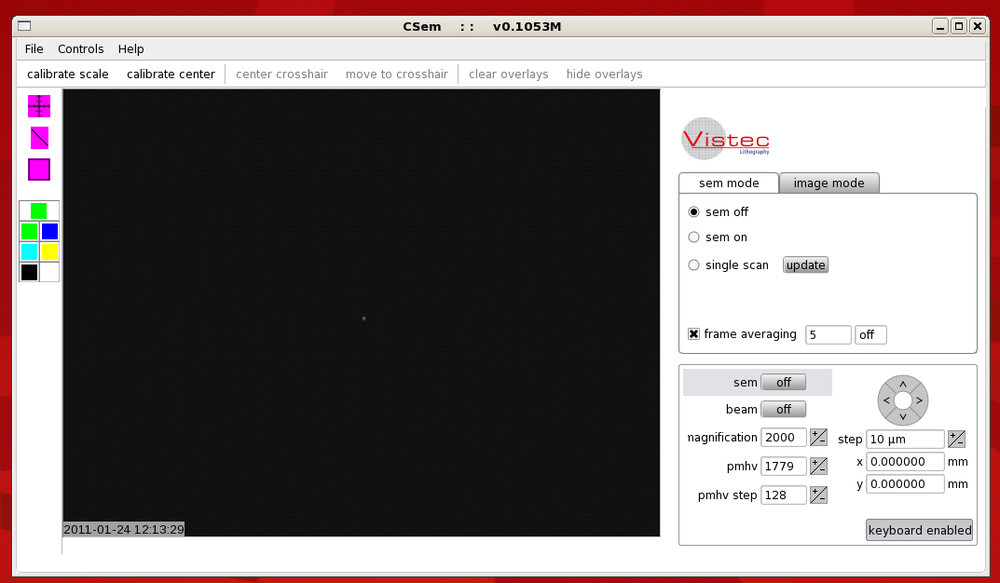 CSem : : v0.1053M
File Controls Help
calibrate scale calibrate center center crosshair move to crosshair clear overlays hide overlays
Vistec
Lithography
sem mode image mode
sem off
sem on
single scan update
frame averaging 5 off
sem off
beam off
magnification 2000 step 10 µm
pmhv 1779 x 0.000000 mm
pmhv step 128 y 0.000000 mm
2011-01-24 12:13:29
keyboard enabled